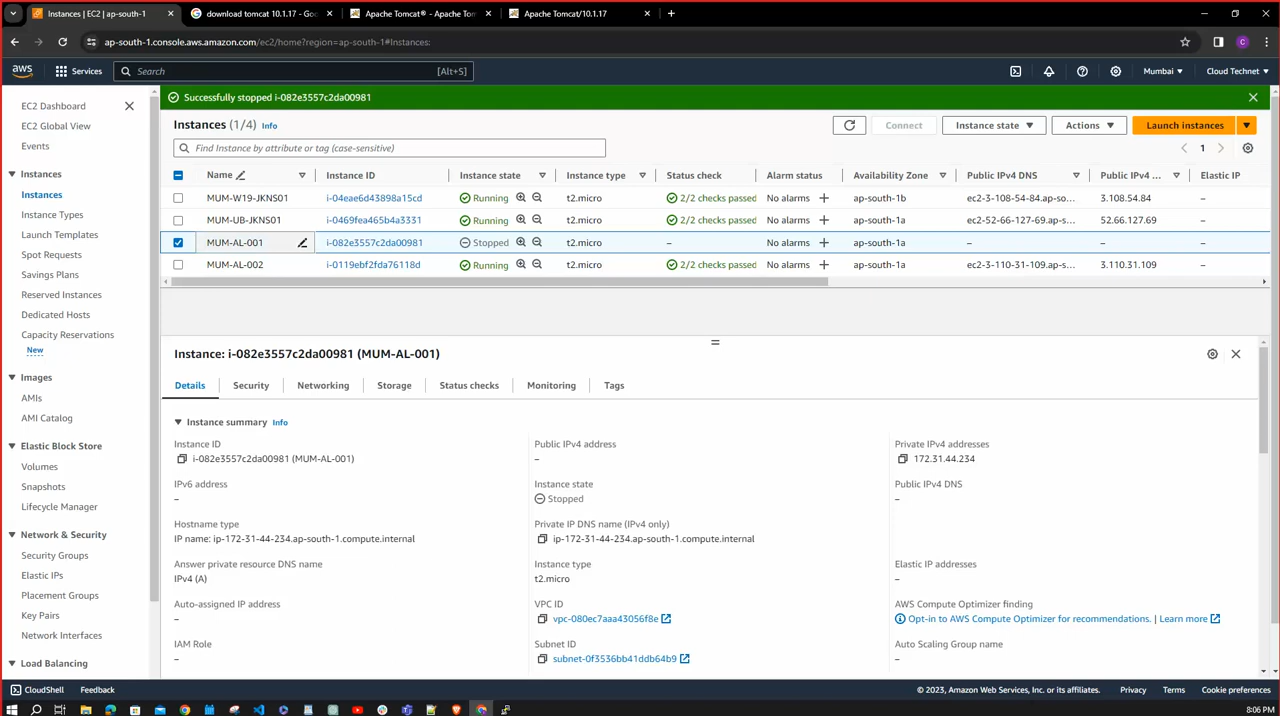 Instances | EC2 | ap-south-1
download tomcat 10.1.17 - Goo
Apache Tomcat® - Apache Tom
Apache Tomcat/10.1.17
ap-south-1.console.aws.amazon.com/ec2/home?region=ap-south-1#Instances:
C
aws
Services
Search
[Alt+S]
Mumbai
Cloud Technet
EC2 Dashboard
EC2 Global View
Events
Instances
Instances
Instance Types
Launch Templates
Spot Requests
Savings Plans
Reserved Instances
Dedicated Hosts
Capacity Reservations
New
Images
AMIs
AMI Catalog
Elastic Block Store
Volumes
Snapshots
Lifecycle Manager
Network & Security
Security Groups
Elastic IPs
Placement Groups
Key Pairs
Network Interfaces
Load Balancing
Successfully stopped i-082e3557c2da00981
Instances (1/4) Info
Connect
Instance state
Actions
Launch instances
Find Instance by attribute or tag (case-sensitive)
1
Name Instance ID Instance state Instance type Status check Alarm status Availability Zone Public IPv4 DNS Public IPv4 ... Elastic IP
MUM-W19-JKNS01 i-04eae6d43898a15cd Running t2.micro 2/2 checks passed No alarms + ap-south-1b ec2-3-108-54-84.ap-so... 3.108.54.84 –
MUM-UB-JKNS01 i-0469fea465b4a3331 Running t2.micro 2/2 checks passed No alarms + ap-south-1a ec2-52-66-127-69.ap-s... 52.66.127.69 –
MUM-AL-001 i-082e3557c2da00981 Stopped t2.micro – No alarms + ap-south-1a – – –
MUM-AL-002 i-0119ebf2fda76118d Running t2.micro 2/2 checks passed No alarms + ap-south-1a ec2-3-110-31-109.ap-s... 3.110.31.109 –
Instance: i-082e3557c2da00981 (MUM-AL-001)
Details Security Networking Storage Status checks Monitoring Tags
Instance summary Info
Instance ID
i-082e3557c2da00981 (MUM-AL-001)
Public IPv4 address
–
Private IPv4 addresses
172.31.44.234
IPv6 address
–
Instance state
Stopped
Public IPv4 DNS
–
Hostname type
IP name: ip-172-31-44-234.ap-south-1.compute.internal
Private IP DNS name (IPv4 only)
ip-172-31-44-234.ap-south-1.compute.internal
Answer private resource DNS name
IPv4 (A)
Instance type
t2.micro
Elastic IP addresses
–
Auto-assigned IP address
–
VPC ID
vpc-080ec7aaa43056f8e
AWS Compute Optimizer finding
Opt-in to AWS Compute Optimizer for recommendations. | Learn more
IAM Role
–
Subnet ID
subnet-0f3536bb41ddb64b9
Auto Scaling Group name
–
CloudShell Feedback
© 2023, Amazon Web Services, Inc. or its affiliates. Privacy Terms Cookie preferences
8:06 PM